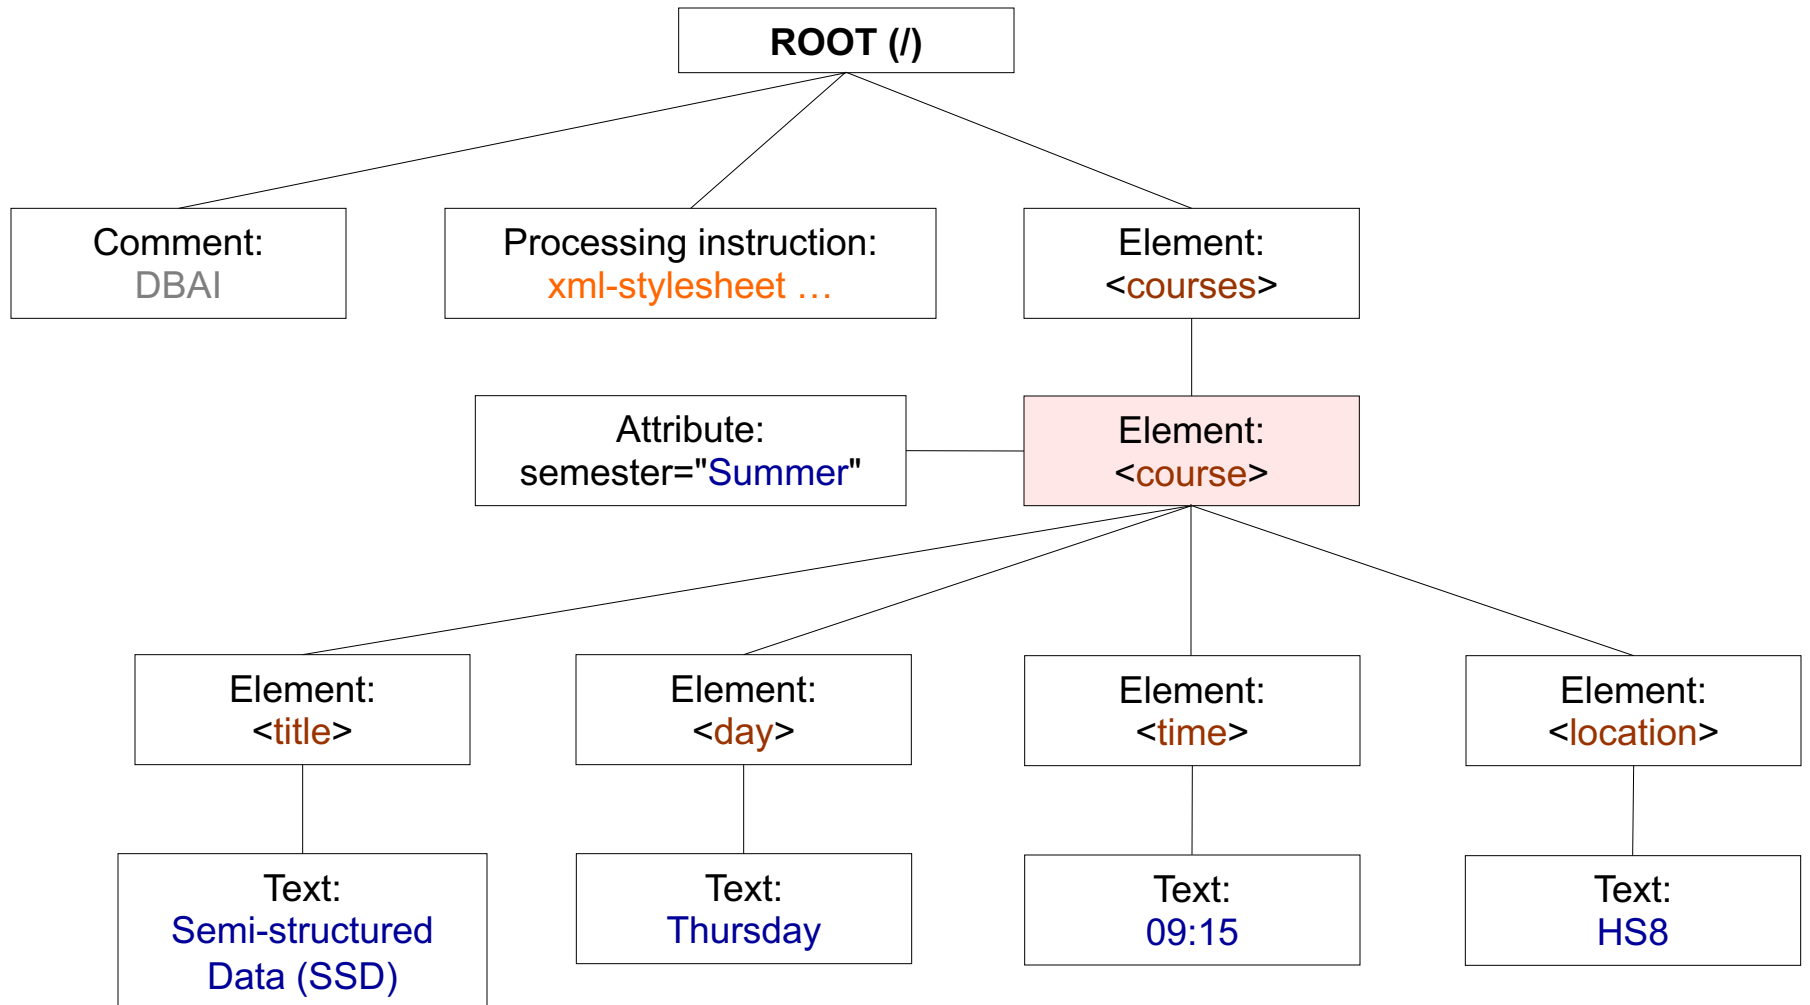 ROOT (/)
Comment:
DBAI
Processing instruction:
xml-stylesheet …
Element:
<courses>
Attribute:
semester="Summer"
Element:
<course>
Element:
<title>
Element:
<day>
Element:
<time>
Element:
<location>
Text:
Semi-structured
Data (SSD)
Text:
Thursday
Text:
09:15
Text:
HS8